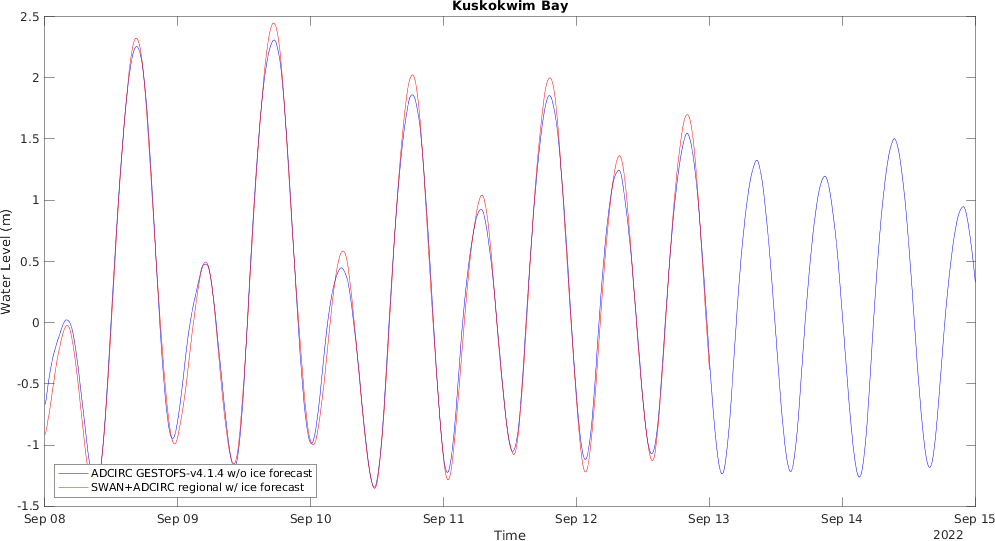 Kuskokwim Bay
2.5
2
1.5
1
0.5
0
-0.5
-1
-1.5
Water Level (m)
ADCIRC GESTOFS-v4.1.4 w/o ice forecast
SWAN+ADCIRC regional w/ ice forecast
Sep 08 Sep 09 Sep 10 Sep 11 Sep 12 Sep 13 Sep 14 Sep 15
Time
2022